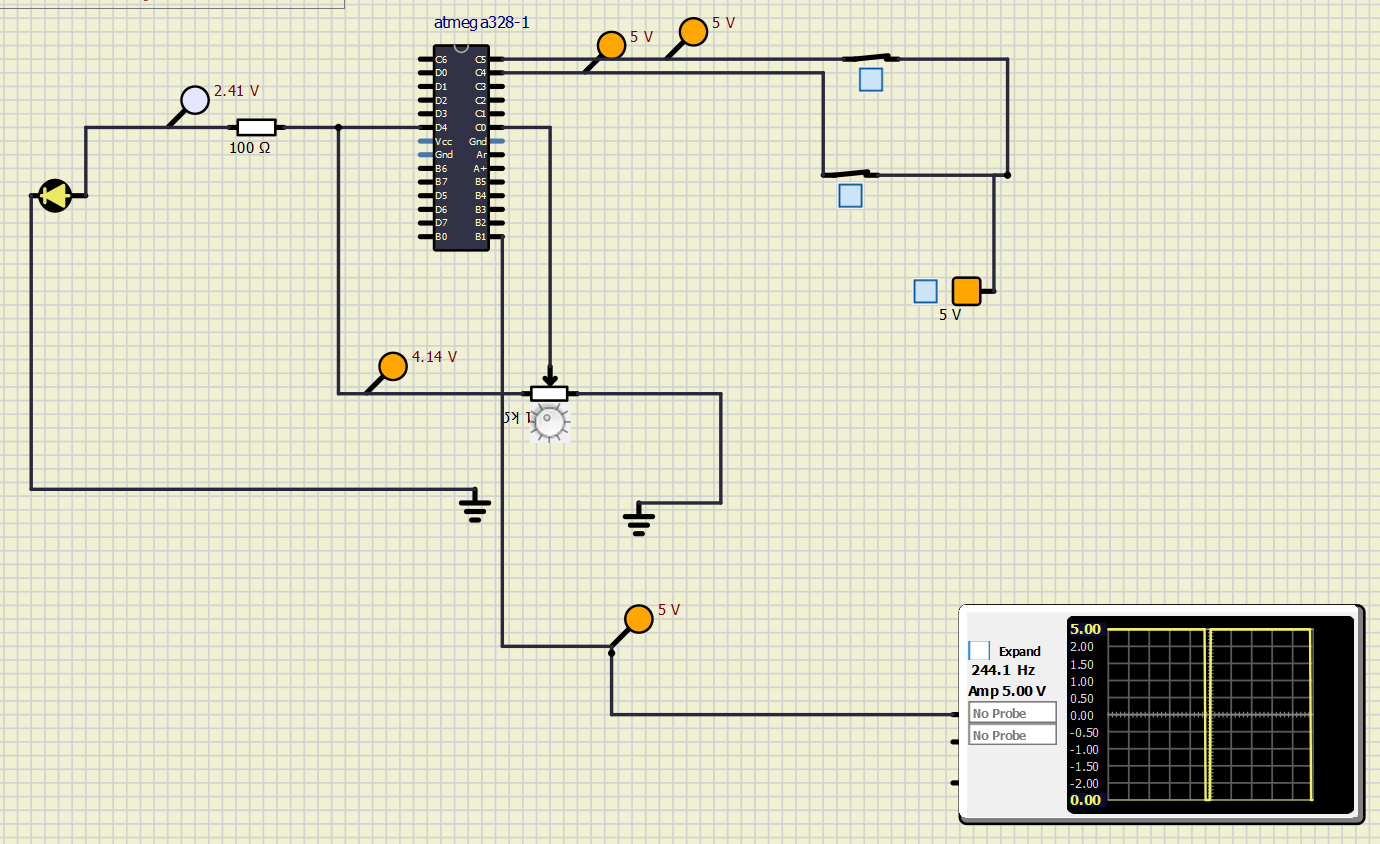 atmega328-1
5 V
5 V
C6 C5
D0 C4
D1 C3
D2 C2
D3 C1
D4 C0
Vcc Gnd
Gnd Ar
B6 A+
B7 B5
D5 B4
D6 B3
D7 B2
B0 B1
2.41 V
100 Ω
5 V
4.14 V
1 kΩ
5 V
Expand
244.1 Hz
Amp 5.00 V
No Probe
No Probe
5.00
2.00
1.50
1.00
0.50
0.00
-0.50
-1.00
-1.50
-2.00
0.00